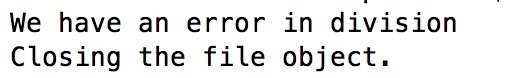 We have an error in division
Closing the file object.